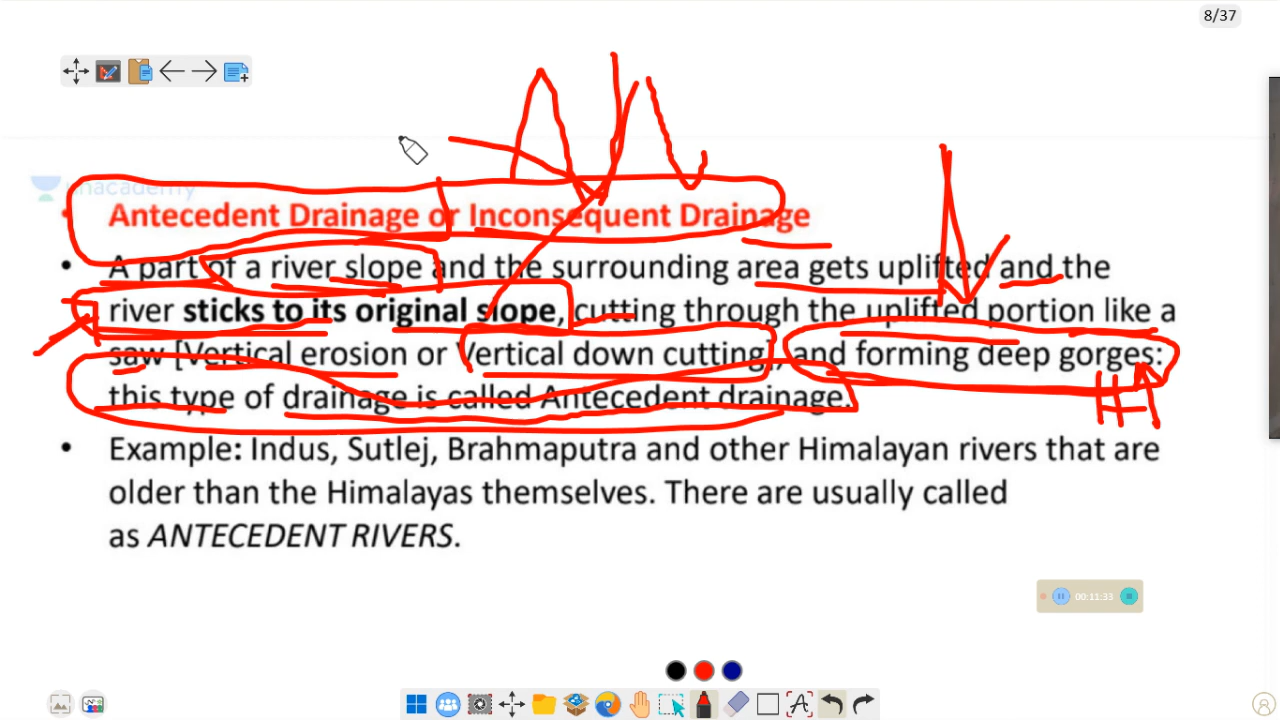 8/37
unacademy
• Antecedent Drainage or Inconsequent Drainage
• A part of a river slope and the surrounding area gets uplifted and the
river sticks to its original slope, cutting through the uplifted portion like a
saw [Vertical erosion or Vertical down cutting], and forming deep gorges:
this type of drainage is called Antecedent drainage.
• Example: Indus, Sutlej, Brahmaputra and other Himalayan rivers that are
older than the Himalayas themselves. There are usually called
as ANTECEDENT RIVERS.
00:11:33